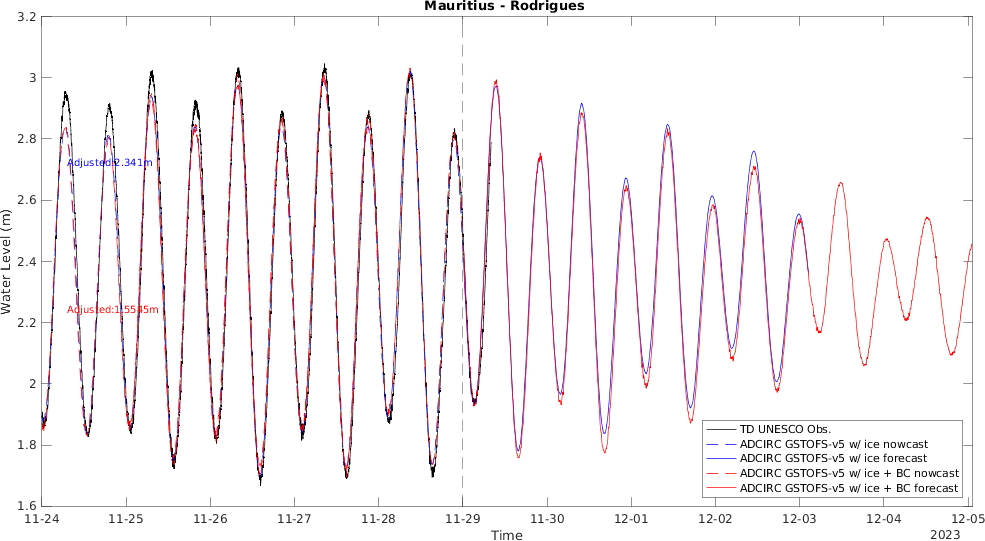 Mauritius - Rodrigues
3.2
3
2.8
2.6
2.4
2.2
2
1.8
1.6
Water Level (m)
Adjusted:2.341m
Adjusted:1.5545m
TD UNESCO Obs.
ADCIRC GSTOFS-v5 w/ ice nowcast
ADCIRC GSTOFS-v5 w/ ice forecast
ADCIRC GSTOFS-v5 w/ ice + BC nowcast
ADCIRC GSTOFS-v5 w/ ice + BC forecast
11-24 11-25 11-26 11-27 11-28 11-29 11-30 12-01 12-02 12-03 12-04 12-05
Time
2023